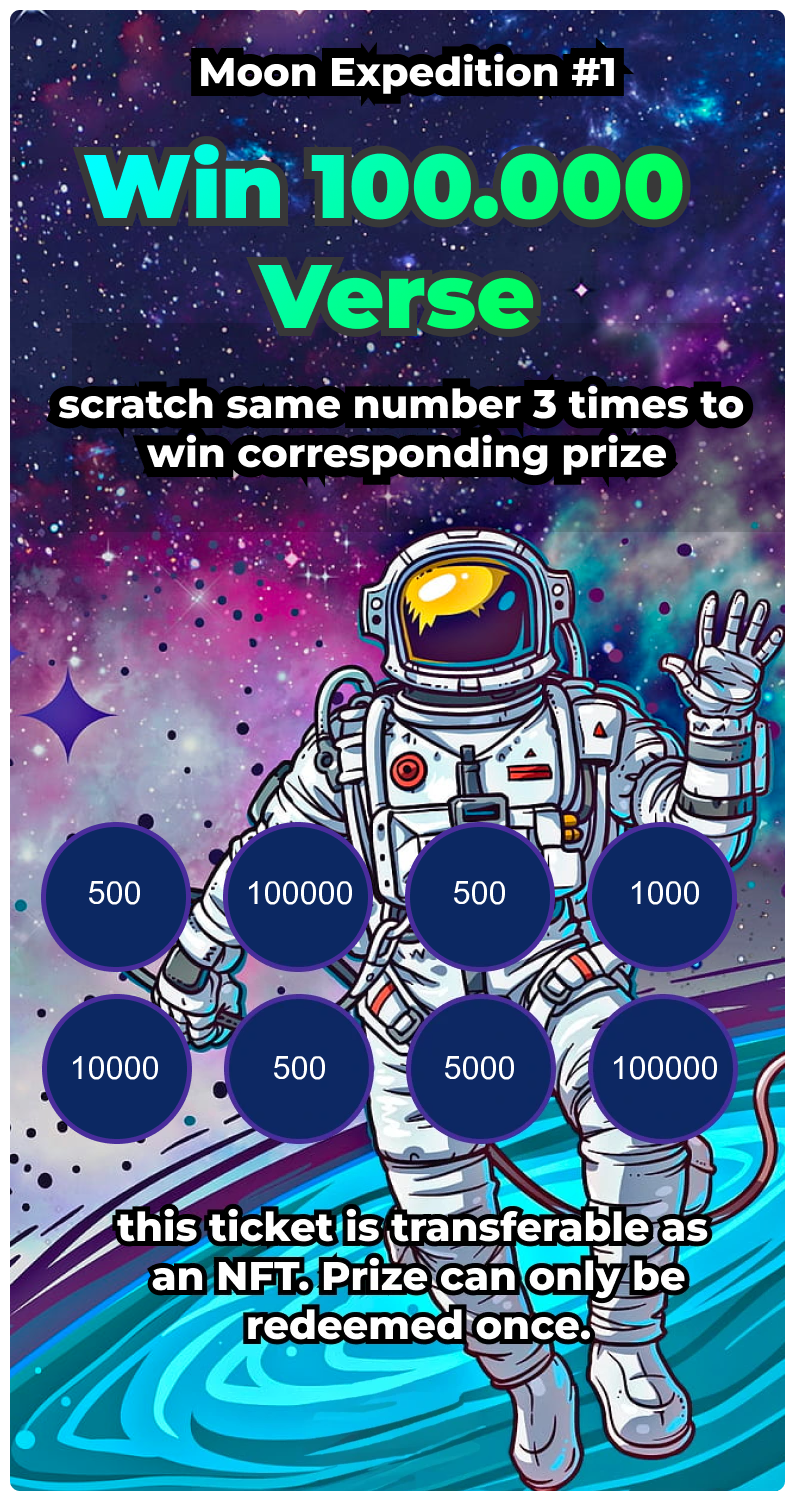 Moon Expedition #1
Win 100.000
Verse
scratch same number 3 times to
win corresponding prize
500 100000 500 1000
10000 500 5000 100000
this ticket is transferable as
an NFT. Prize can only be
redeemed once.